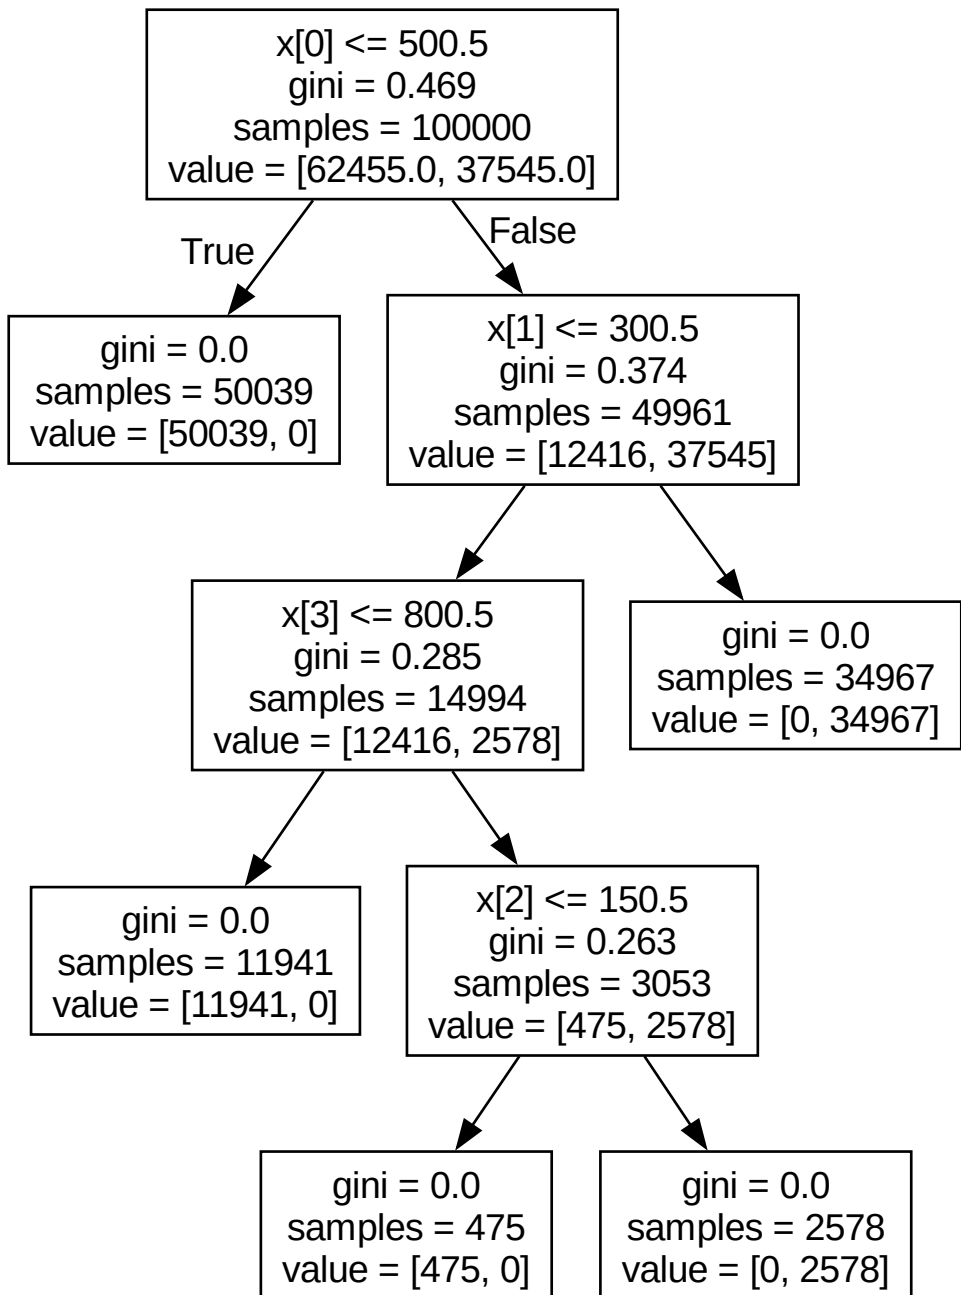 x[0] <= 500.5
gini = 0.469
samples = 100000
value = [62455.0, 37545.0]
True
False
gini = 0.0
samples = 50039
value = [50039, 0]
x[1] <= 300.5
gini = 0.374
samples = 49961
value = [12416, 37545]
x[3] <= 800.5
gini = 0.285
samples = 14994
value = [12416, 2578]
gini = 0.0
samples = 34967
value = [0, 34967]
gini = 0.0
samples = 11941
value = [11941, 0]
x[2] <= 150.5
gini = 0.263
samples = 3053
value = [475, 2578]
gini = 0.0
samples = 475
value = [475, 0]
gini = 0.0
samples = 2578
value = [0, 2578]